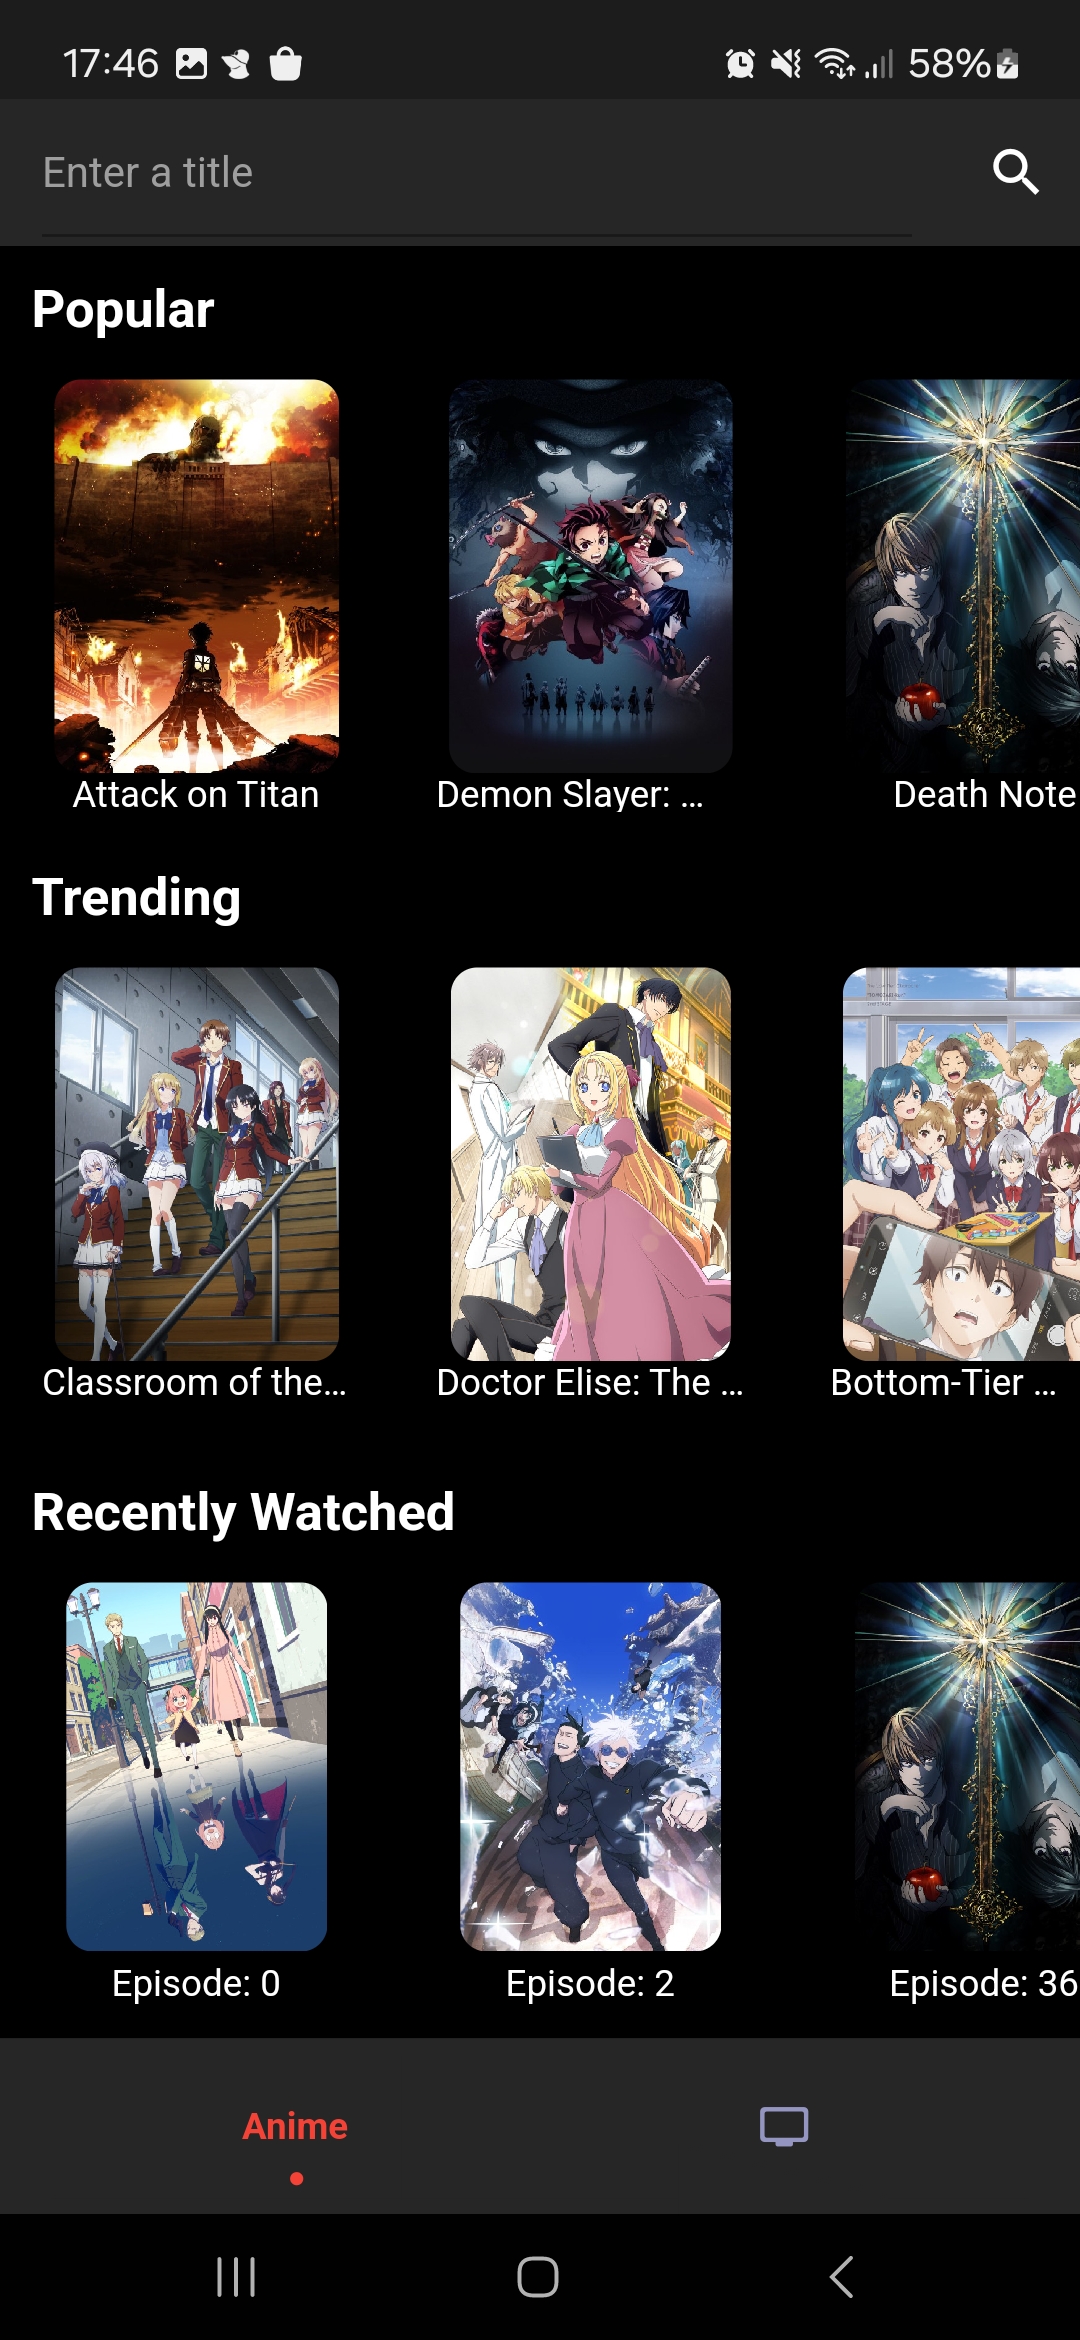 17:46
58%
Enter a title
Popular
Attack on Titan
Demon Slayer: ...
Death Note
Trending
Classroom of the...
Doctor Elise: The ...
Bottom-Tier ...
Recently Watched
Episode: 0
Episode: 2
Episode: 36
Anime